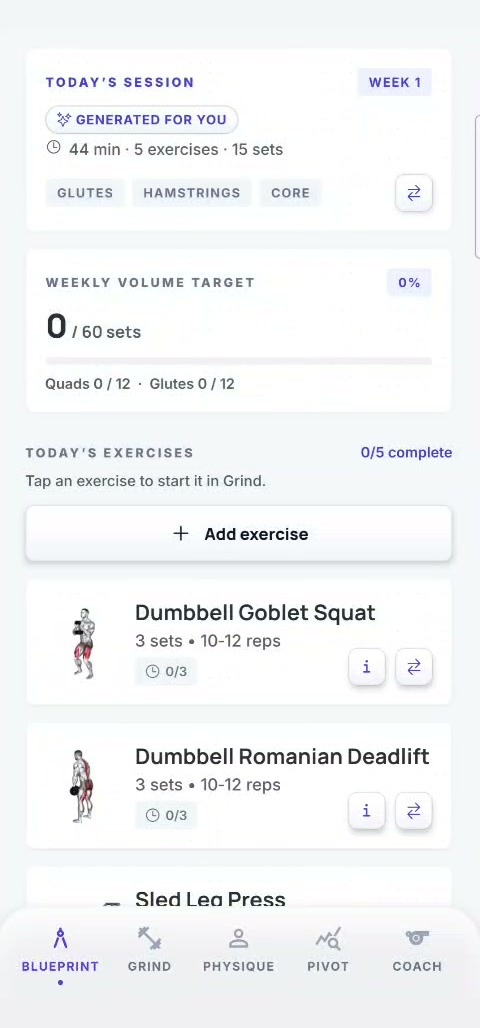 TODAY'S SESSION
WEEK 1
GENERATED FOR YOU
44 min · 5 exercises · 15 sets
GLUTES
HAMSTRINGS
CORE
WEEKLY VOLUME TARGET
0%
0 / 60 sets
Quads 0 / 12 · Glutes 0 / 12
TODAY'S EXERCISES
0/5 complete
Tap an exercise to start it in Grind.
+ Add exercise
Dumbbell Goblet Squat
3 sets • 10-12 reps
0/3
i
Dumbbell Romanian Deadlift
3 sets • 10-12 reps
0/3
i
Sled Leg Press
BLUEPRINT
GRIND
PHYSIQUE
PIVOT
COACH